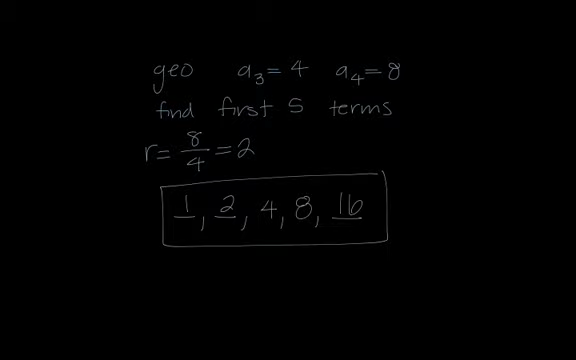 geo a₃ = 4 a₄ = 8
find first 5 terms
r = 8/4 = 2
1, 2, 4, 8, 16